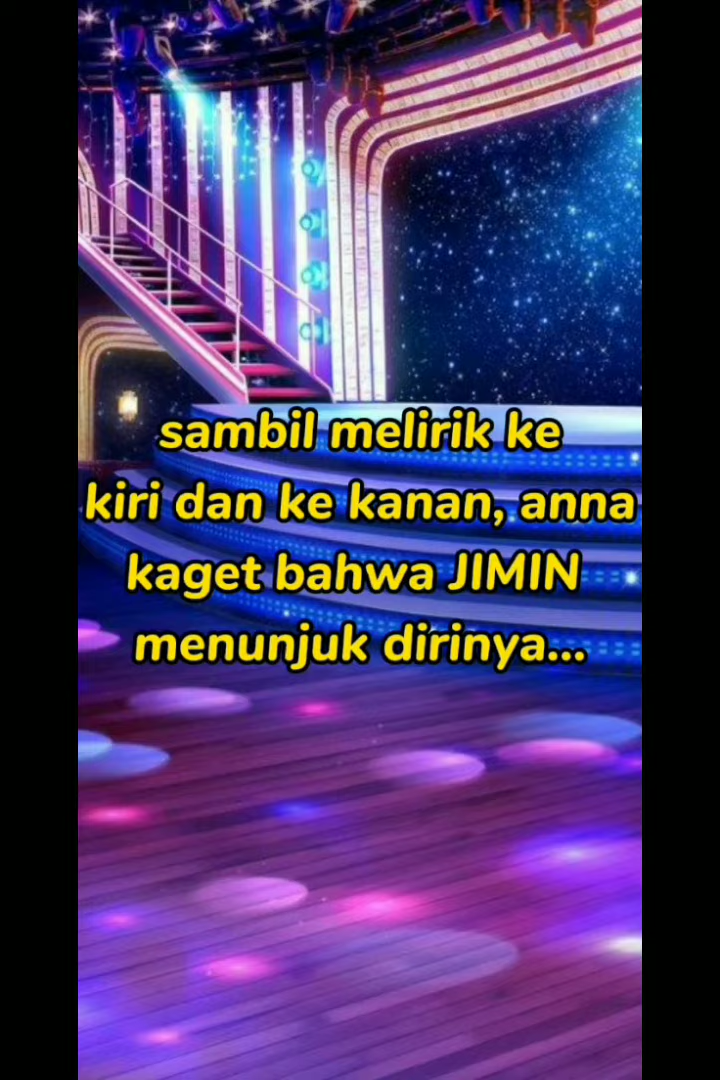 sambil melirik ke
kiri dan ke kanan, anna
kaget bahwa JIMIN
menunjuk dirinya...